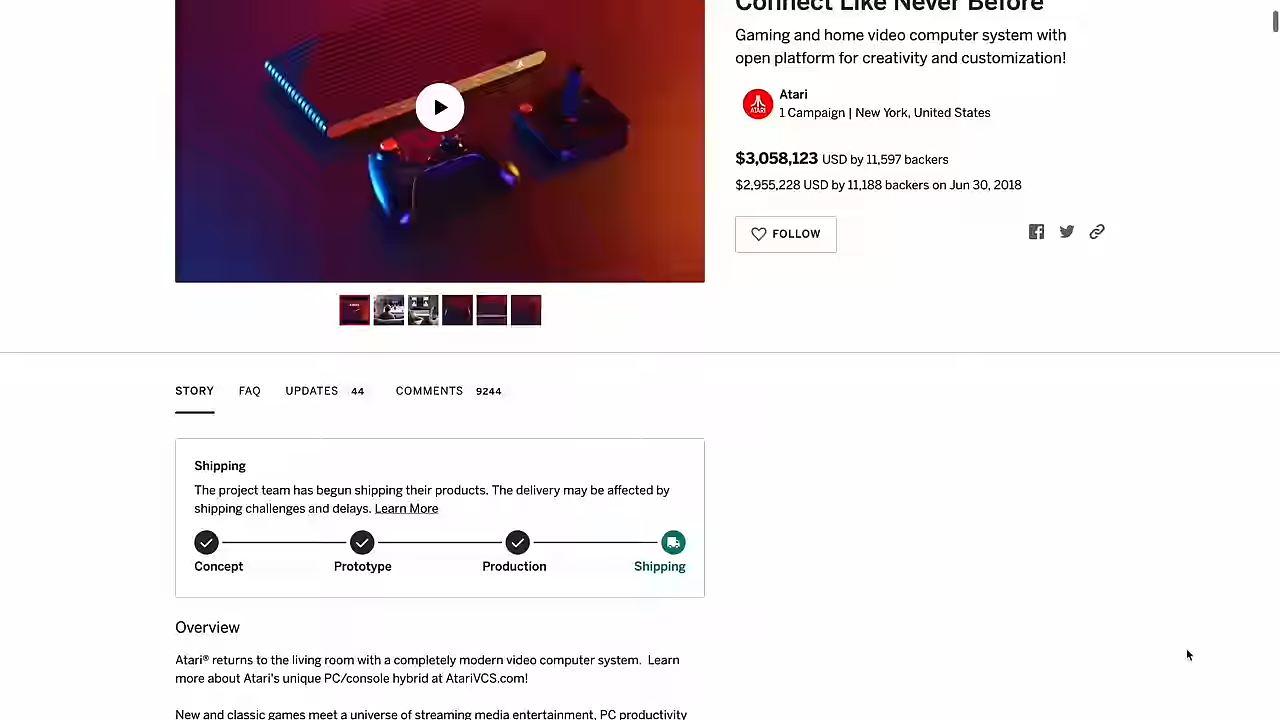 Connect Like Never Before
Gaming and home video computer system with
open platform for creativity and customization!
ATARI
Atari
1 Campaign | New York, United States
$3,058,123 USD by 11,597 backers
$2,955,228 USD by 11,188 backers on Jun 30, 2018
FOLLOW
STORY FAQ UPDATES 44 COMMENTS 9244
Shipping
The project team has begun shipping their products. The delivery may be affected by
shipping challenges and delays. Learn More
Concept Prototype Production Shipping
Overview
Atari® returns to the living room with a completely modern video computer system. Learn
more about Atari's unique PC/console hybrid at AtariVCS.com!
New and classic games meet a universe of streaming media entertainment, PC productivity